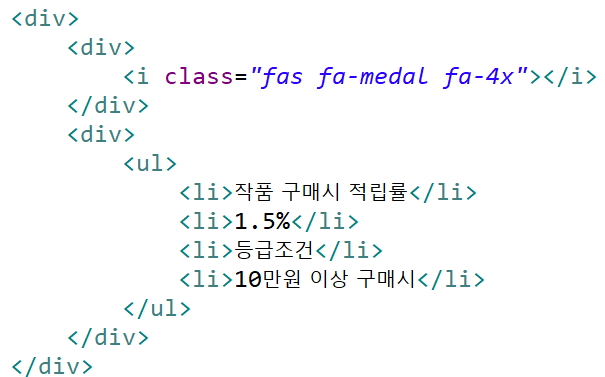 <div>
<div>
<i class="fas fa-medal fa-4x"></i>
</div>
<div>
<ul>
<li>작품 구매시 적립률</li>
<li>1.5%</li>
<li>등급조건</li>
<li>10만원 이상 구매시</li>
</ul>
</div>
</div>